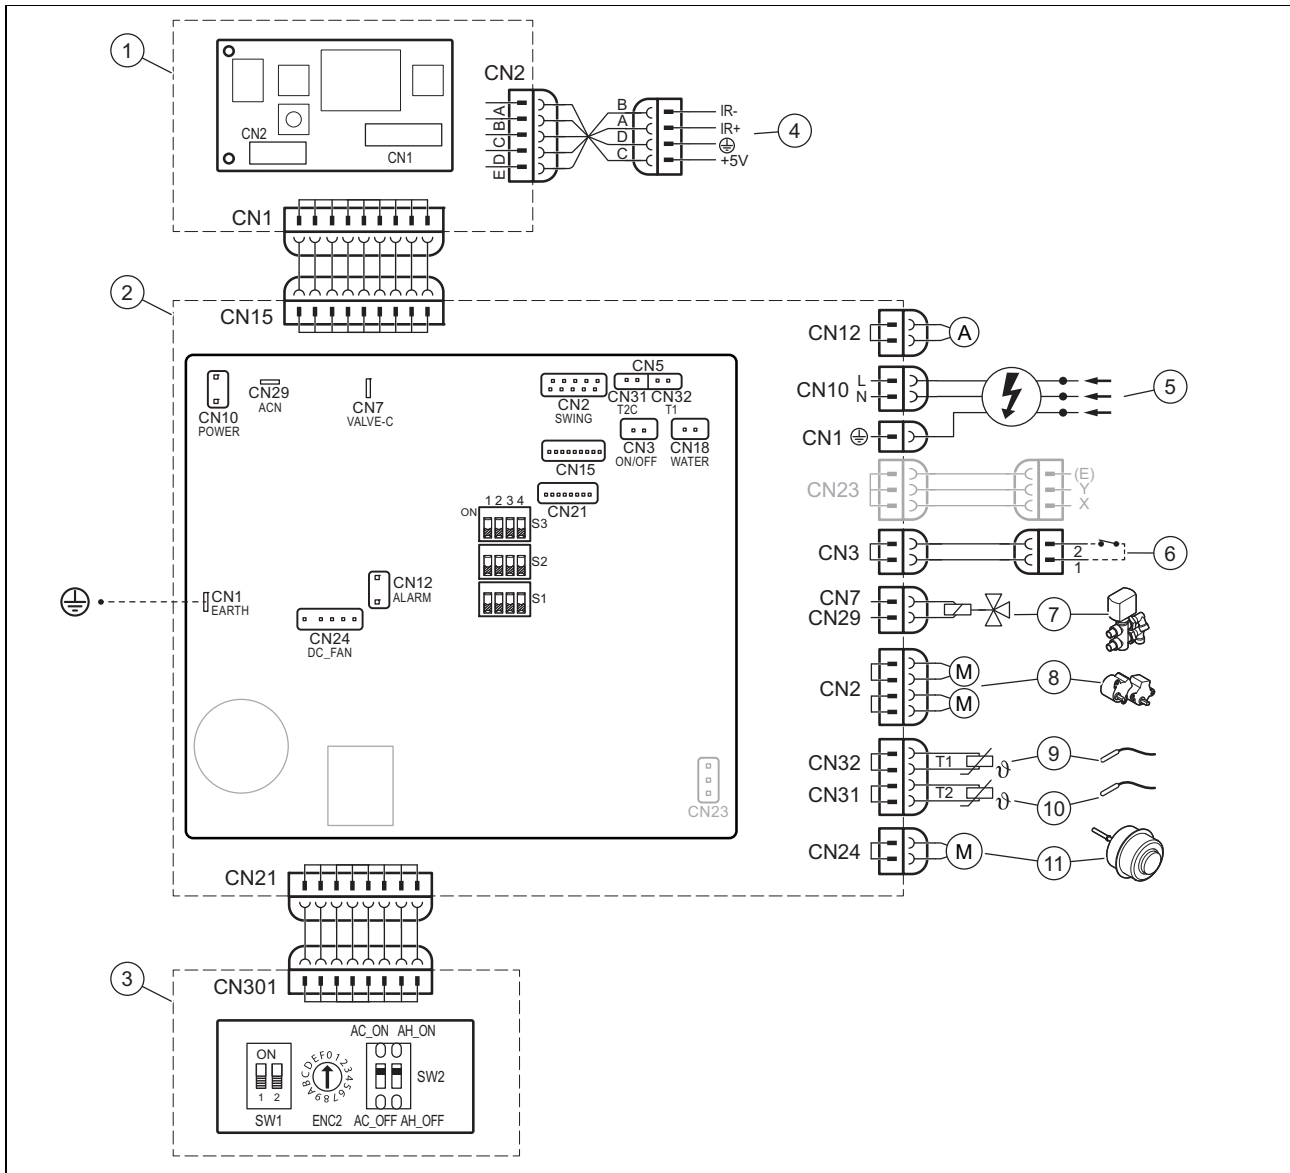 1
CN2
CN1
CN2
A
B
C
D
E
B
A
D
C
IR-
IR+
+5V
4
CN1
2
CN15
CN10
POWER
CN29
ACN
CN7
VALVE-C
CN2
SWING
CN5
CN31
T2C
CN32
T1
CN3
ON/OFF
CN18
WATER
CN15
CN21
1 2 3 4
ON
S3
S2
S1
CN12
ALARM
CN1
EARTH
CN24
DC_FAN
CN23
CN12
A
CN10
L
N
5
CN1
CN23
(E)
Y
X
CN3
2
1
6
CN7
CN29
7
CN2
M
M
8
CN32
T1
ϑ
9
CN31
T2
ϑ
10
CN24
M
11
CN21
3
CN301
ON
1 2
SW1
0123456789ABCDEF
ENC2
AC_ON AH_ON
SW2
AC_OFF AH_OFF